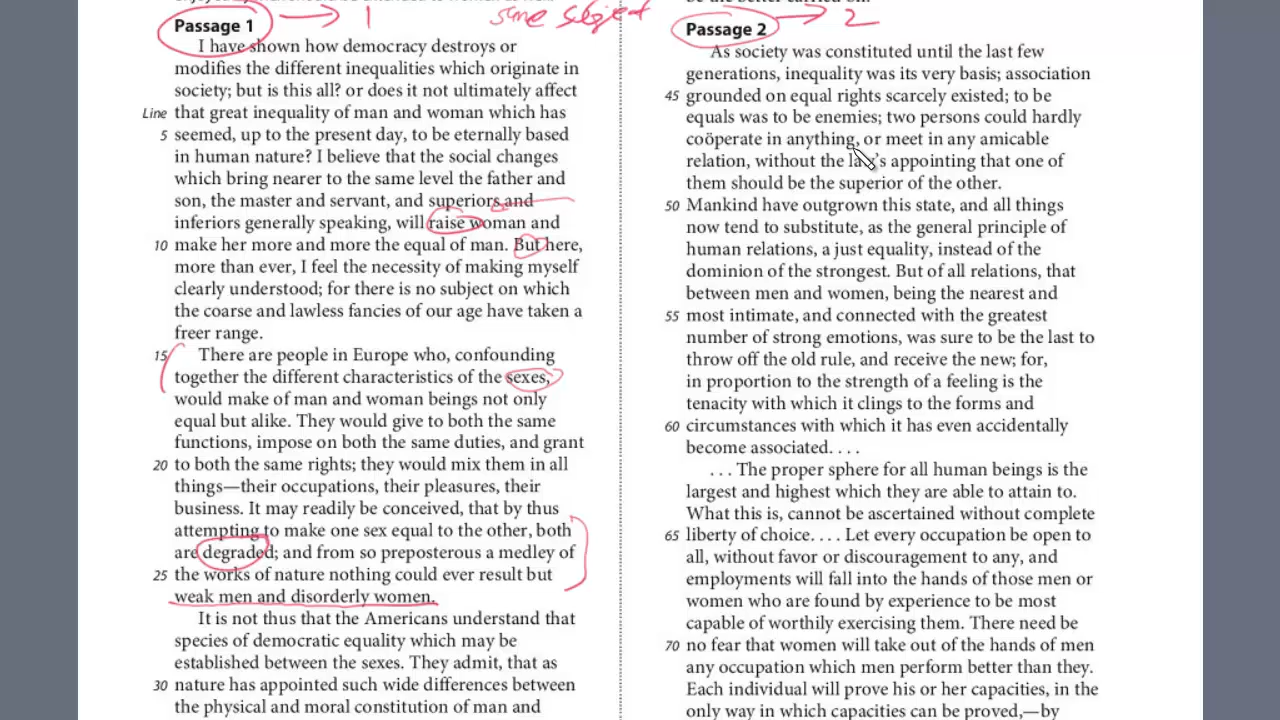 Passage 1
→ 1
same subject
I have shown how democracy destroys or
modifies the different inequalities which originate in
society; but is this all? or does it not ultimately affect
Line that great inequality of man and woman which has
5 seemed, up to the present day, to be eternally based
in human nature? I believe that the social changes
which bring nearer to the same level the father and
son, the master and servant, and superiors and
inferiors generally speaking, will raise woman and
10 make her more and more the equal of man. But here,
more than ever, I feel the necessity of making myself
clearly understood; for there is no subject on which
the coarse and lawless fancies of our age have taken a
freer range.
15 There are people in Europe who, confounding
together the different characteristics of the sexes,
would make of man and woman beings not only
equal but alike. They would give to both the same
functions, impose on both the same duties, and grant
20 to both the same rights; they would mix them in all
things—their occupations, their pleasures, their
business. It may readily be conceived, that by thus
attempting to make one sex equal to the other, both
are degraded; and from so preposterous a medley of
25 the works of nature nothing could ever result but
weak men and disorderly women.
It is not thus that the Americans understand that
species of democratic equality which may be
established between the sexes. They admit, that as
30 nature has appointed such wide differences between
the physical and moral constitution of man and
Passage 2
→ 2
As society was constituted until the last few
generations, inequality was its very basis; association
45 grounded on equal rights scarcely existed; to be
equals was to be enemies; two persons could hardly
coöperate in anything, or meet in any amicable
relation, without the law's appointing that one of
them should be the superior of the other.
50 Mankind have outgrown this state, and all things
now tend to substitute, as the general principle of
human relations, a just equality, instead of the
dominion of the strongest. But of all relations, that
between men and women, being the nearest and
55 most intimate, and connected with the greatest
number of strong emotions, was sure to be the last to
throw off the old rule, and receive the new; for,
in proportion to the strength of a feeling is the
tenacity with which it clings to the forms and
60 circumstances with which it has even accidentally
become associated. . . .
. . . The proper sphere for all human beings is the
largest and highest which they are able to attain to.
What this is, cannot be ascertained without complete
65 liberty of choice. . . . Let every occupation be open to
all, without favor or discouragement to any, and
employments will fall into the hands of those men or
women who are found by experience to be most
capable of worthily exercising them. There need be
70 no fear that women will take out of the hands of men
any occupation which men perform better than they.
Each individual will prove his or her capacities, in the
only way in which capacities can be proved,—by